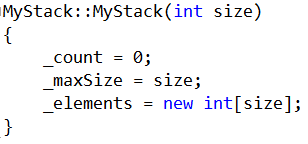 MyStack::MyStack(int size)
{
    _count = 0;
    _maxSize = size;
    _elements = new int[size];
}